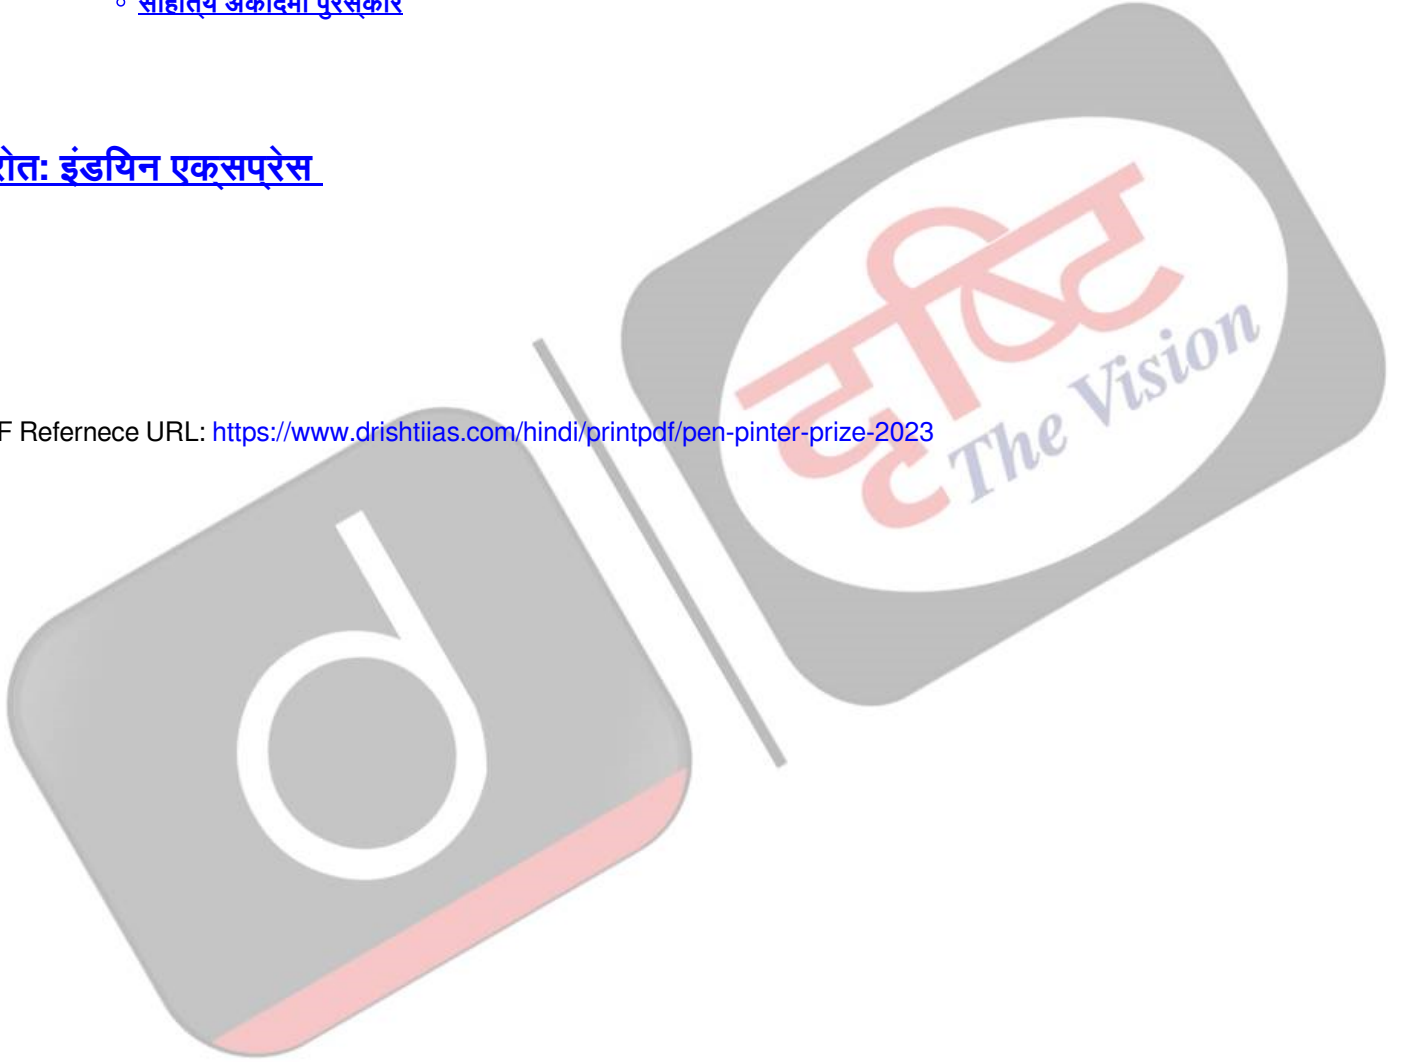 साहित्य अकादमी पुरस्कार
रोत: इंडयिन एक्सप्रेस
F Refernece URL: https://www.drishtiias.com/hindi/printpdf/pen-pinter-prize-2023
दृष्टि
The Vision
d